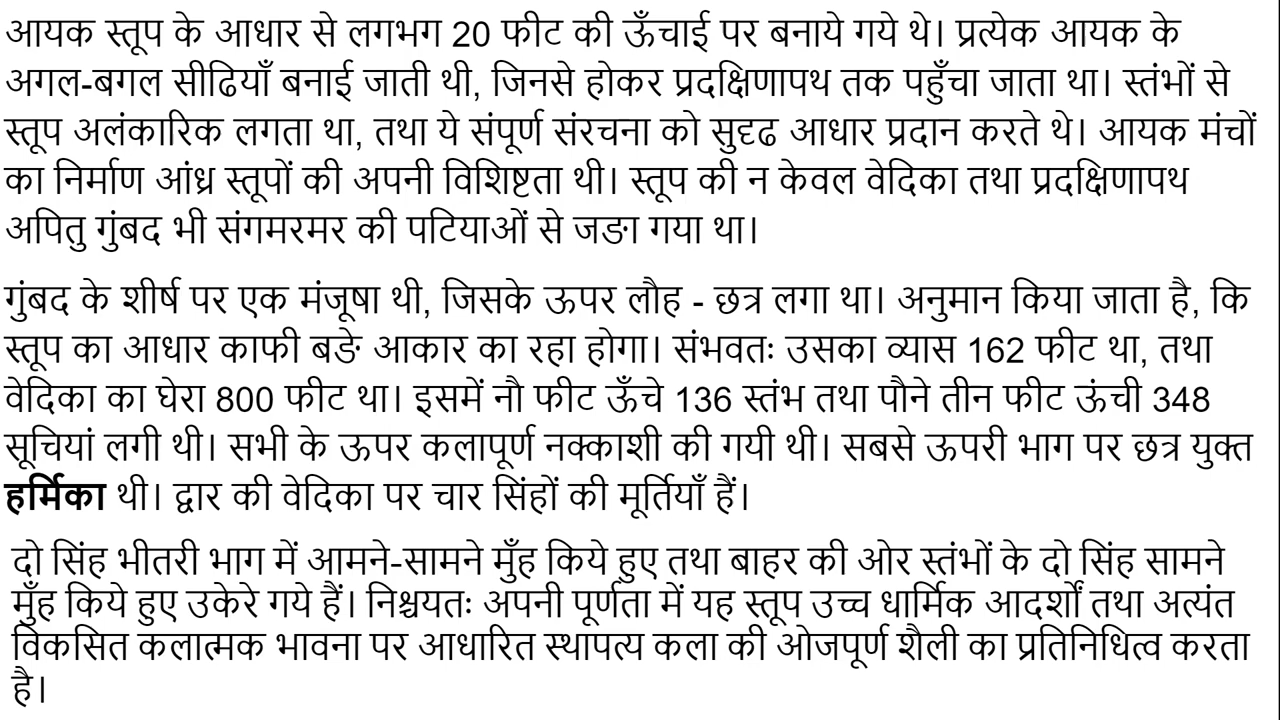 आयक स्तूप के आधार से लगभग 20 फीट की ऊँचाई पर बनाये गये थे। प्रत्येक आयक के
अगल-बगल सीढियाँ बनाई जाती थी, जिनसे होकर प्रदक्षिणापथ तक पहुँचा जाता था। स्तंभों से
स्तूप अलंकारिक लगता था, तथा ये संपूर्ण संरचना को सुदृढ आधार प्रदान करते थे। आयक मंचों
का निर्माण आंध्र स्तूपों की अपनी विशिष्टता थी। स्तूप की न केवल वेदिका तथा प्रदक्षिणापथ
अपितु गुंबद भी संगमरमर की पटियाओं से जङा गया था।
गुंबद के शीर्ष पर एक मंजूषा थी, जिसके ऊपर लौह - छत्र लगा था। अनुमान किया जाता है, कि
स्तूप का आधार काफी बङे आकार का रहा होगा। संभवतः उसका व्यास 162 फीट था, तथा
वेदिका का घेरा 800 फीट था। इसमें नौ फीट ऊँचे 136 स्तंभ तथा पौने तीन फीट ऊंची 348
सूचियां लगी थी। सभी के ऊपर कलापूर्ण नक्काशी की गयी थी। सबसे ऊपरी भाग पर छत्र युक्त
हर्मिका थी। द्वार की वेदिका पर चार सिंहों की मूर्तियाँ हैं।
दो सिंह भीतरी भाग में आमने-सामने मुँह किये हुए तथा बाहर की ओर स्तंभों के दो सिंह सामने
मुँह किये हुए उकेरे गये हैं। निश्चयतः अपनी पूर्णता में यह स्तूप उच्च धार्मिक आदर्शों तथा अत्यंत
विकसित कलात्मक भावना पर आधारित स्थापत्य कला की ओजपूर्ण शैली का प्रतिनिधित्व करता
है।